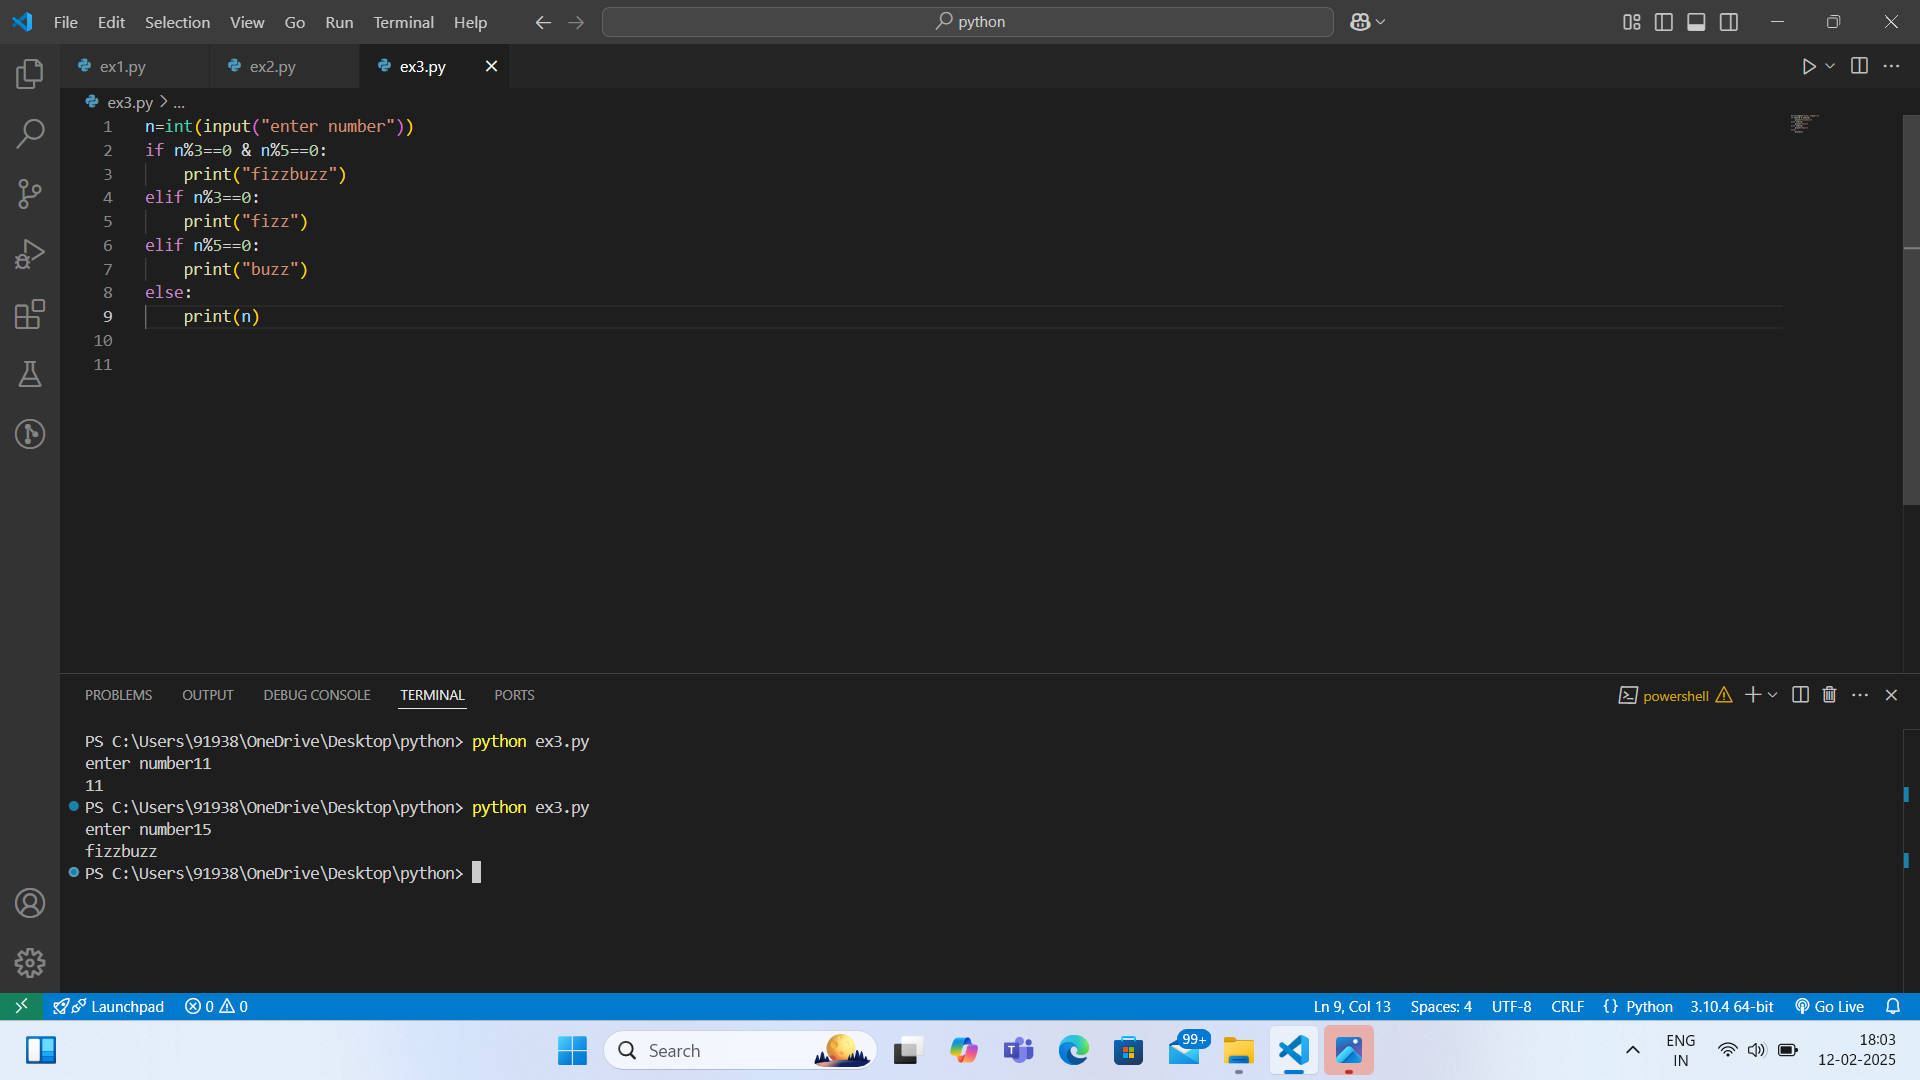 File Edit Selection View Go Run Terminal Help
python
ex1.py ex2.py ex3.py
ex3.py > ...
1 n=int(input("enter number"))
2 if n%3==0 & n%5==0:
3     print("fizzbuzz")
4 elif n%3==0:
5     print("fizz")
6 elif n%5==0:
7     print("buzz")
8 else:
9     print(n)
10
11
PROBLEMS OUTPUT DEBUG CONSOLE TERMINAL PORTS
powershell
PS C:\Users\91938\OneDrive\Desktop\python> python ex3.py
enter number11
11
PS C:\Users\91938\OneDrive\Desktop\python> python ex3.py
enter number15
fizzbuzz
PS C:\Users\91938\OneDrive\Desktop\python>
Launchpad 0 0 Ln 9, Col 13 Spaces: 4 UTF-8 CRLF {} Python 3.10.4 64-bit Go Live
Search
99+
ENG
IN
18:03
12-02-2025